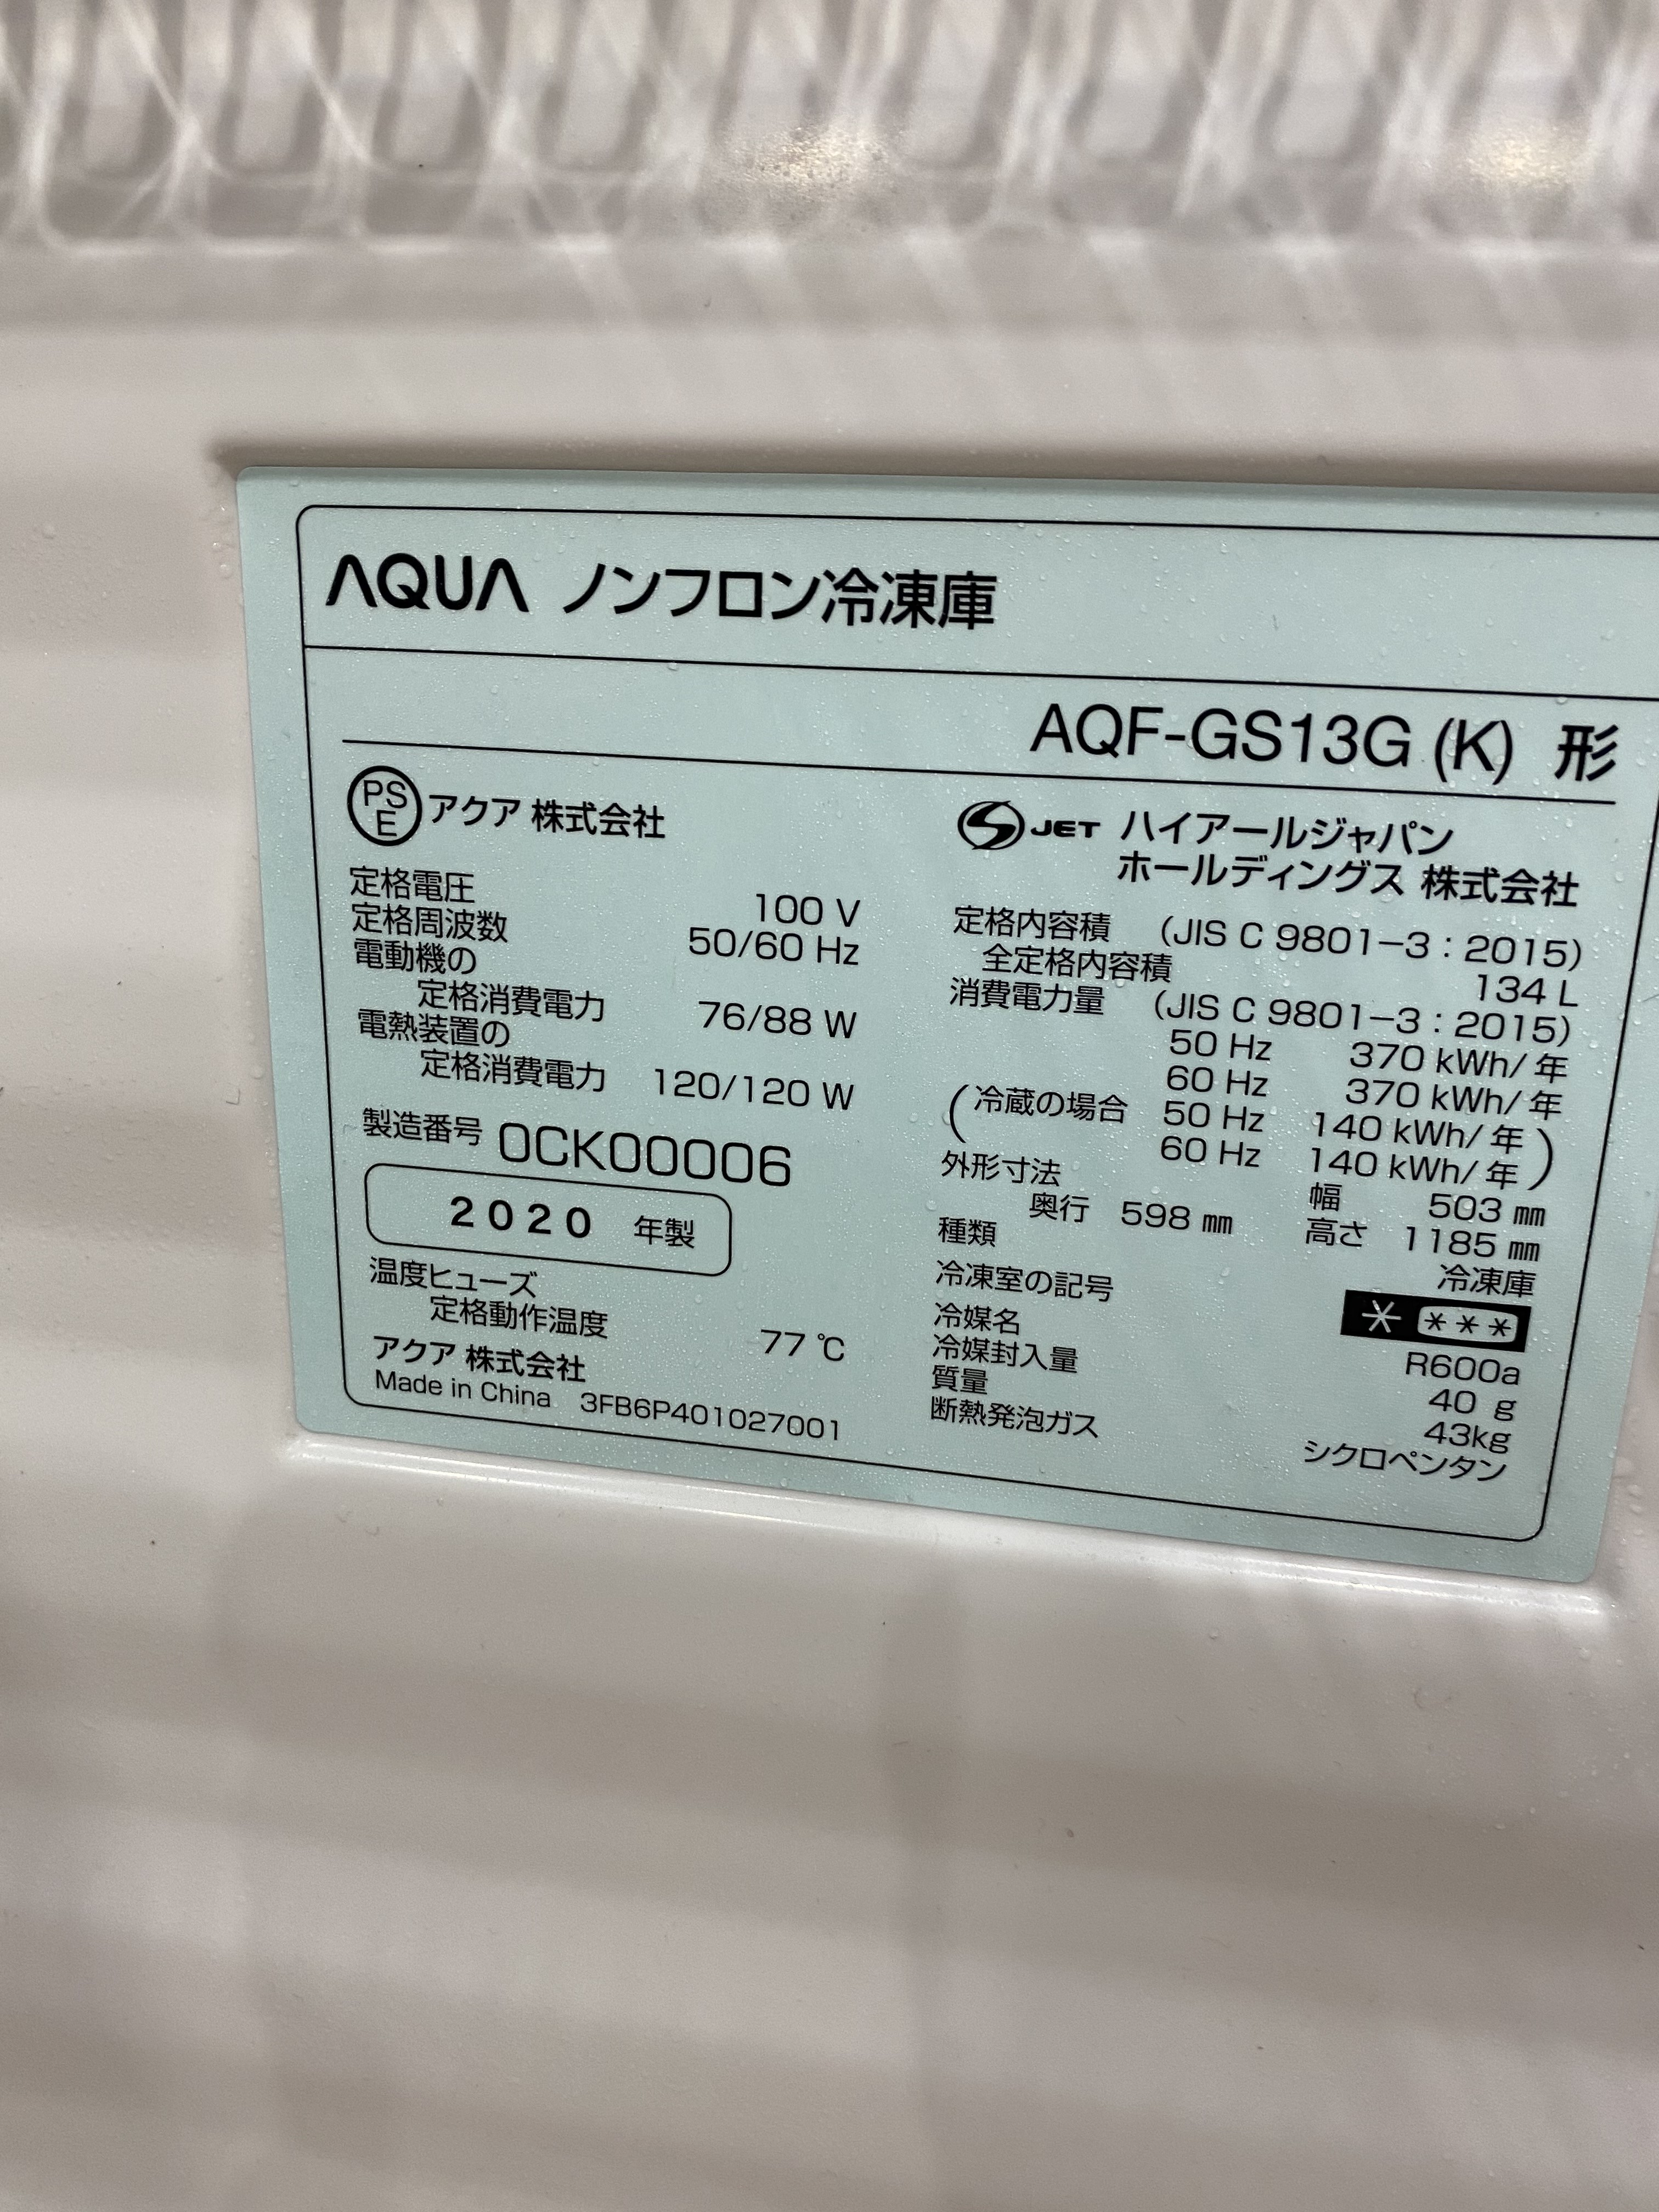 AQUA ノンフロン冷凍庫
AQF-GS13G (K) 形
PS
E
アクア 株式会社
定格電圧 100 V
定格周波数 50/60 Hz
電動機の
定格消費電力 76/88 W
電熱装置の
定格消費電力 120/120 W
製造番号 0CK00006
2020 年製
温度ヒューズ
定格動作温度 77 ℃
アクア 株式会社
Made in China 3FB6P401027001
JET ハイアールジャパン
ホールディングス 株式会社
定格内容積 (JIS C 9801−3 : 2015)
全定格内容積 134 L
消費電力量 (JIS C 9801−3 : 2015)
50 Hz 370 kWh/年
60 Hz 370 kWh/年
(冷蔵の場合 50 Hz 140 kWh/年
60 Hz 140 kWh/年)
外形寸法 幅 503 ㎜
奥行 598 ㎜ 高さ 1185 ㎜
種類 冷凍庫
冷凍室の記号 * ***
冷媒名 R600a
冷媒封入量 40 g
質量 43kg
断熱発泡ガス シクロペンタン